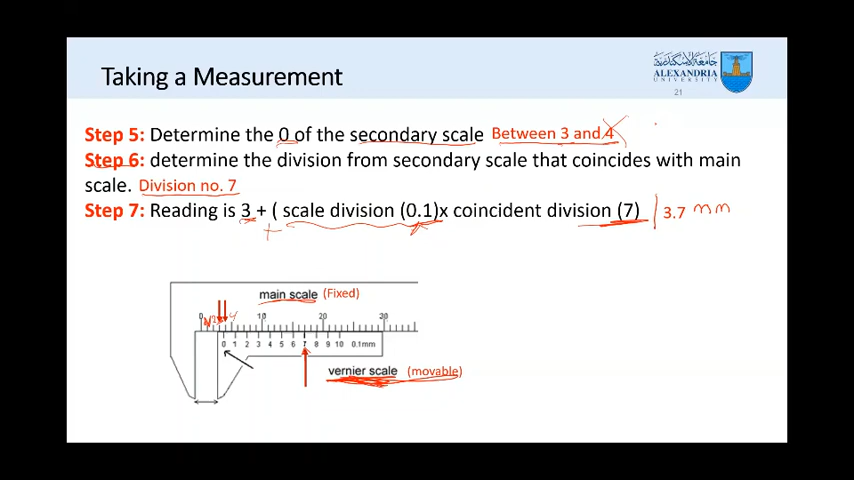 Taking a Measurement
جامعة الإسكندرية
ALEXANDRIA
UNIVERSITY
21
Step 5: Determine the 0 of the secondary scale Between 3 and 4
Step 6: determine the division from secondary scale that coincides with main
scale. Division no. 7
Step 7: Reading is 3 + ( scale division (0.1)x coincident division (7) 3.7 mm
+
main scale (Fixed)
0 10 20 30
4
0 1 2 3 4 5 6 7 8 9 10 0.1mm
vernier scale (movable)